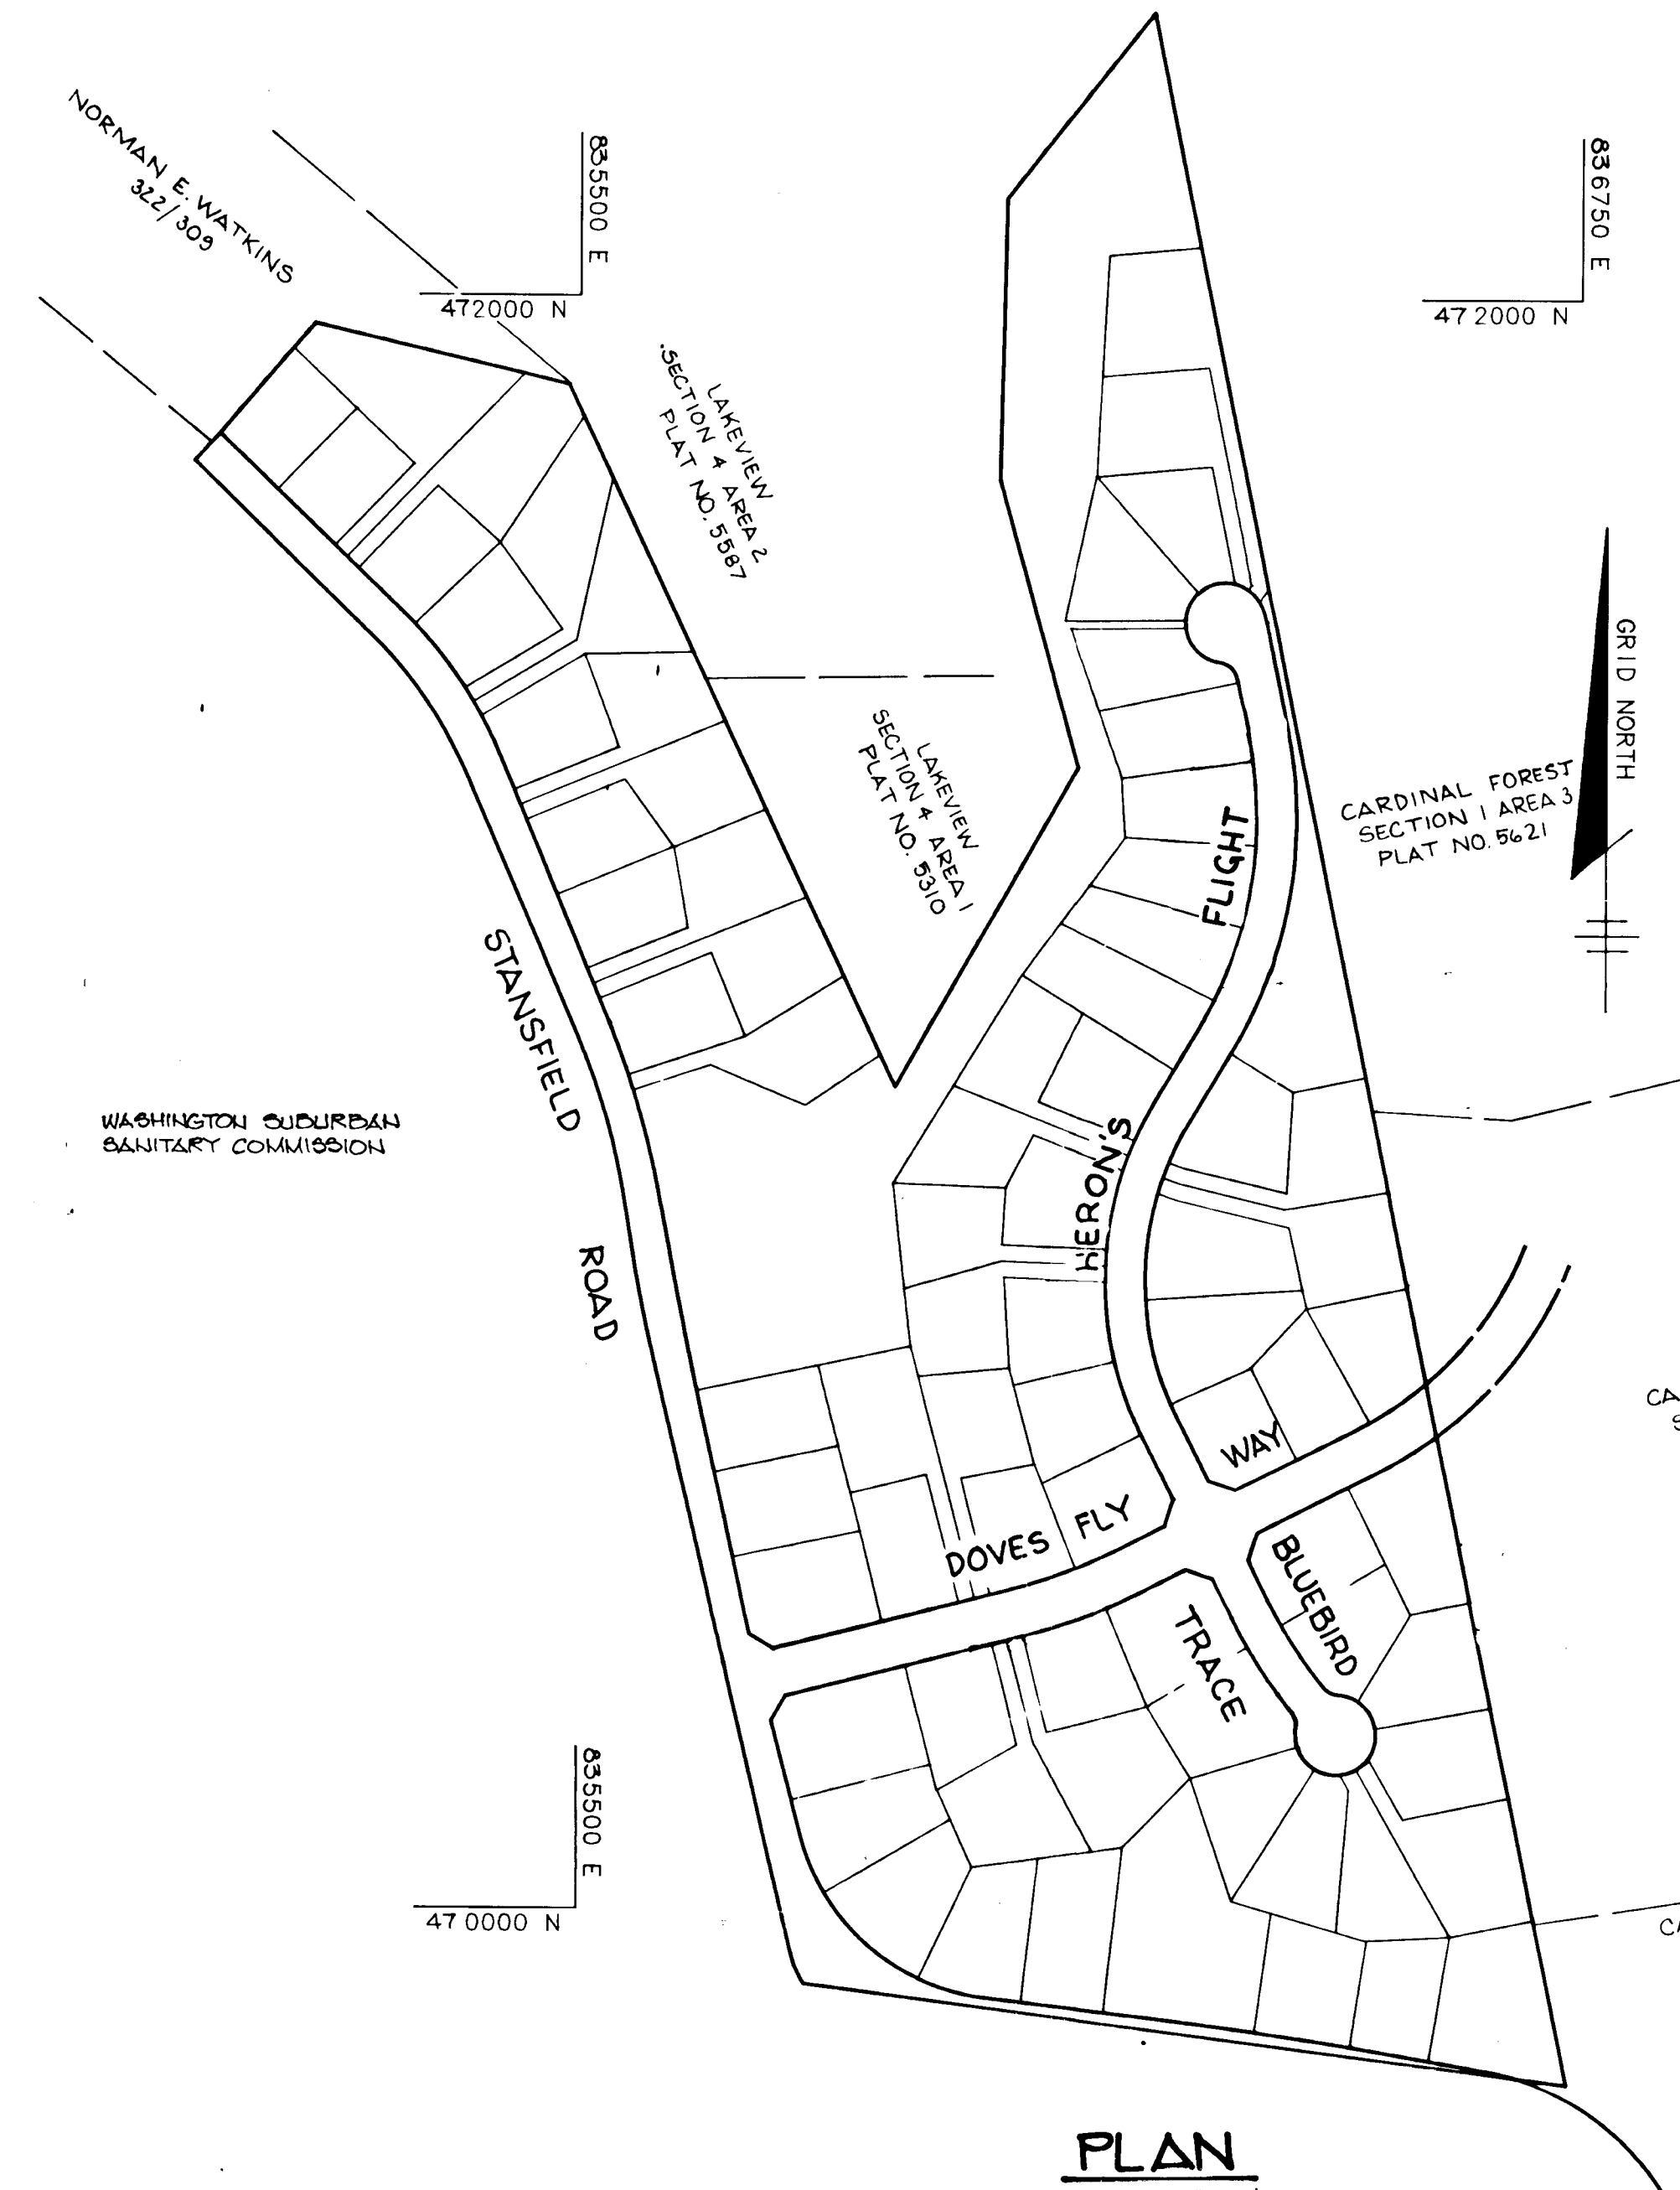 NORMAN E. WATKINS
322/309
835500 E
472000 N
836750 E
472000 N
LAKEVIEW
SECTION 4 AREA 2
PLAT NO. 5587
GRID NORTH
LAKEVIEW
SECTION 4 AREA 1
PLAT NO. 5310
CARDINAL FOREST
SECTION 1 AREA 3
PLAT NO. 5621
FLIGHT
HERON'S
STANSFIELD
ROAD
WASHINGTON SUBURBAN
SANITARY COMMISSION
CA
S
WAY
FLY
DOVES
BLUEBIRD
TRACE
835500 E
470000 N
CA
PLAN